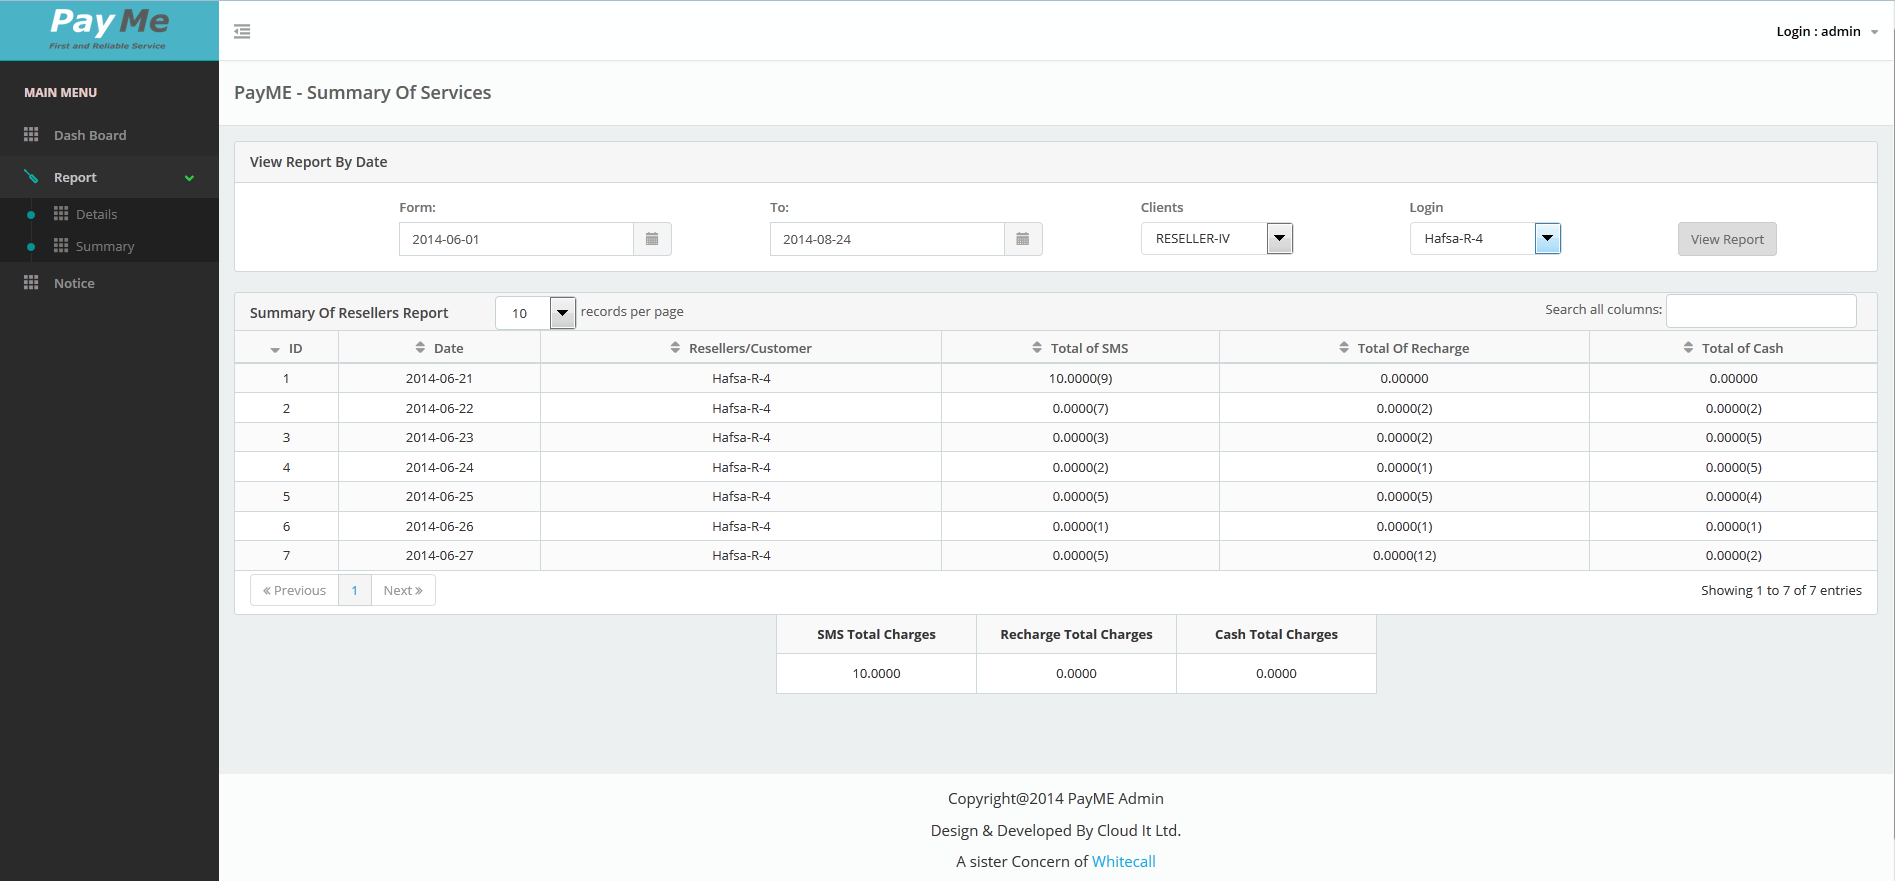 PayMe
First and Reliable Service
Login : admin
MAIN MENU
Dash Board
Report
Details
Summary
Notice
PayME - Summary Of Services
View Report By Date
Form: To: Clients Login
2014-06-01 2014-08-24 RESELLER-IV Hafsa-R-4 View Report
Summary Of Resellers Report 10 records per page Search all columns:
ID Date Resellers/Customer Total of SMS Total Of Recharge Total of Cash
1 2014-06-21 Hafsa-R-4 10.0000(9) 0.00000 0.00000
2 2014-06-22 Hafsa-R-4 0.0000(7) 0.0000(2) 0.0000(2)
3 2014-06-23 Hafsa-R-4 0.0000(3) 0.0000(2) 0.0000(5)
4 2014-06-24 Hafsa-R-4 0.0000(2) 0.0000(1) 0.0000(5)
5 2014-06-25 Hafsa-R-4 0.0000(5) 0.0000(5) 0.0000(4)
6 2014-06-26 Hafsa-R-4 0.0000(1) 0.0000(1) 0.0000(1)
7 2014-06-27 Hafsa-R-4 0.0000(5) 0.0000(12) 0.0000(2)
« Previous 1 Next » Showing 1 to 7 of 7 entries
SMS Total Charges Recharge Total Charges Cash Total Charges
10.0000 0.0000 0.0000
Copyright@2014 PayME Admin
Design & Developed By Cloud It Ltd.
A sister Concern of Whitecall